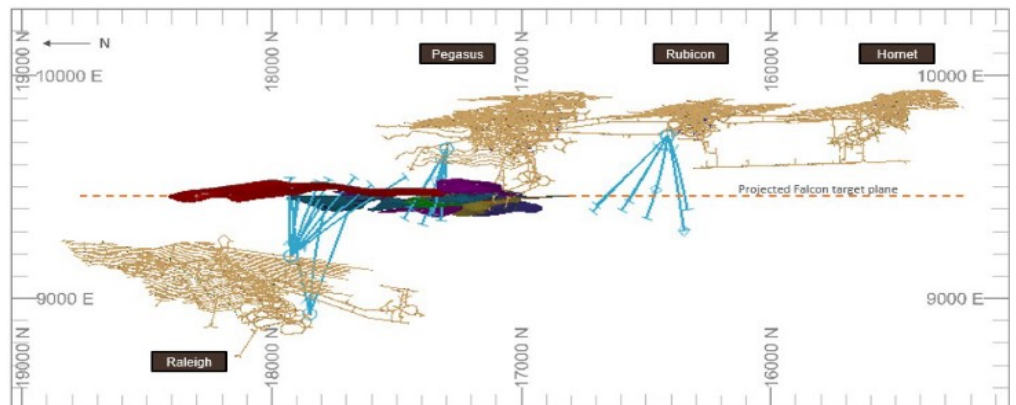 19000 N
18000 N
17000 N
16000 N
N
Pegasus
Rubicon
Hornet
10000 E
10000 E
Projected Falcon target plane
9000 E
9000 E
Raleigh
19000 N
18000 N
17000 N
16000 N